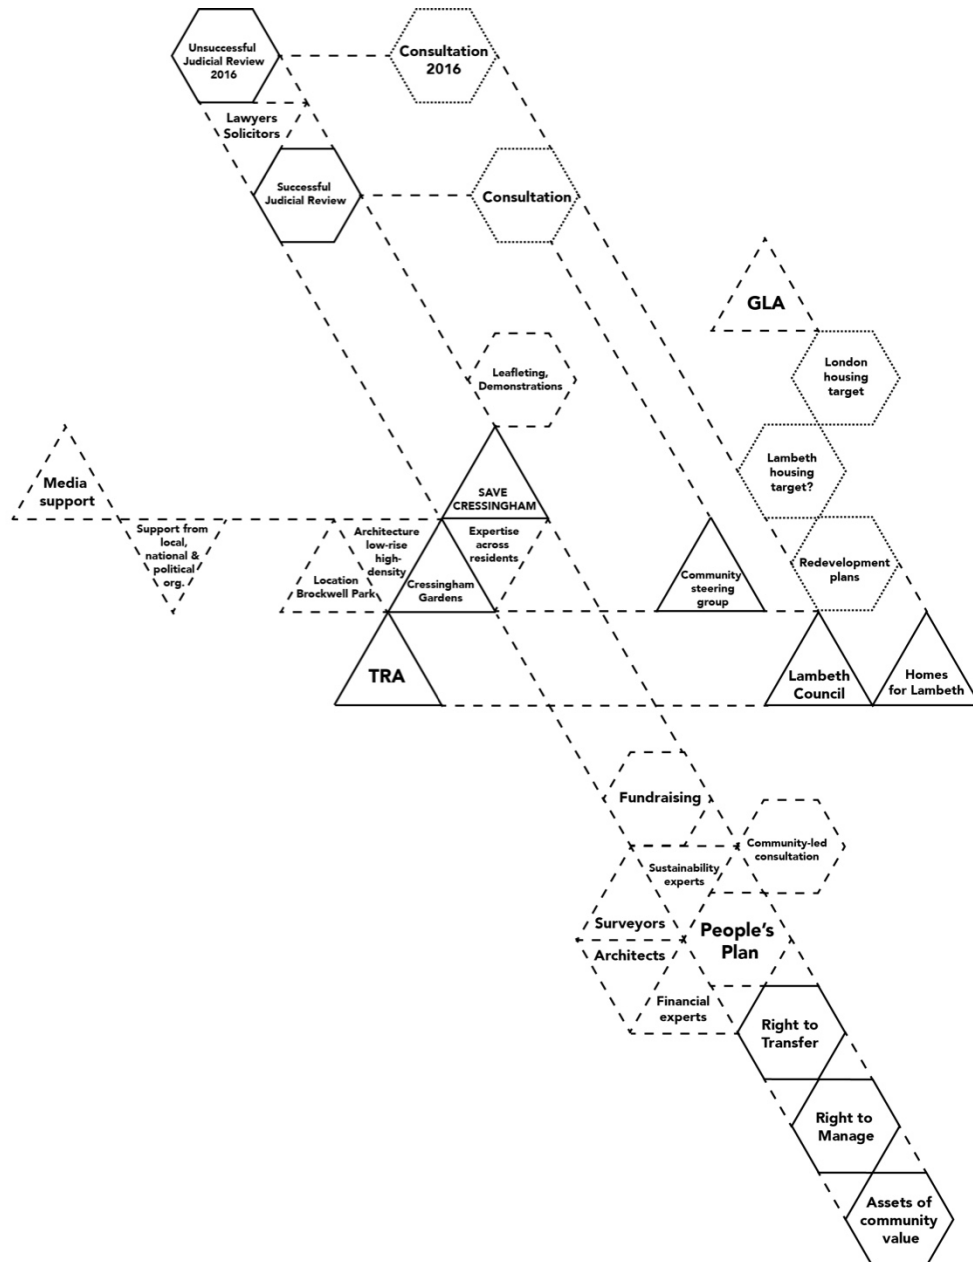 Unsuccessful
Judicial Review
2016
Consultation
2016
Lawyers
Solicitors
Successful
Judicial Review
Consultation
GLA
London
housing
target
Leafleting,
Demonstrations
Lambeth
housing
target?
Media
support
SAVE
CRESSINGHAM
Support from
local,
national &
political
org.
Architecture
low-rise
high-
density
Expertise
across
residents
Location
Brockwell Park
Cressingham
Gardens
Community
steering
group
Redevelopment
plans
TRA
Lambeth
Council
Homes
for Lambeth
Fundraising
Community-led
consultation
Sustainability
experts
Surveyors
Architects
People's
Plan
Financial
experts
Right to
Transfer
Right to
Manage
Assets of
community
value